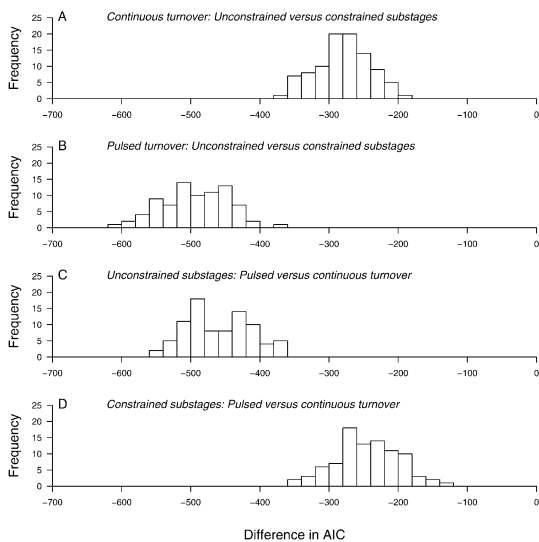 A Continuous turnover: Unconstrained versus constrained substages
Frequency
25
20
15
10
5
0
−700 −600 −500 −400 −300 −200 −100 0
B Pulsed turnover: Unconstrained versus constrained substages
Frequency
25
20
15
10
5
0
−700 −600 −500 −400 −300 −200 −100 0
C Unconstrained substages: Pulsed versus continuous turnover
Frequency
25
20
15
10
5
0
−700 −600 −500 −400 −300 −200 −100 0
D Constrained substages: Pulsed versus continuous turnover
Frequency
25
20
15
10
5
0
−700 −600 −500 −400 −300 −200 −100 0
Difference in AIC